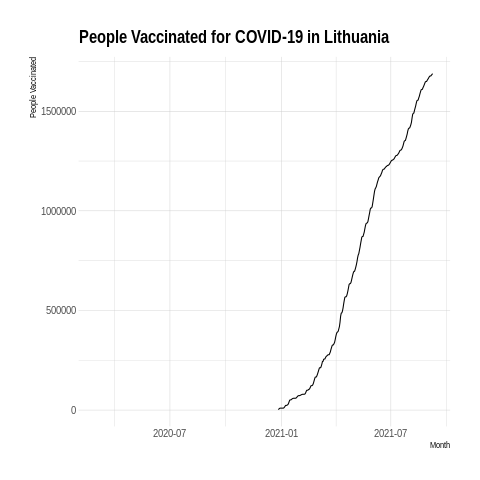 People Vaccinated for COVID-19 in Lithuania
People Vaccinated
1500000
1000000
500000
0
2020-07 2021-01 2021-07
Month